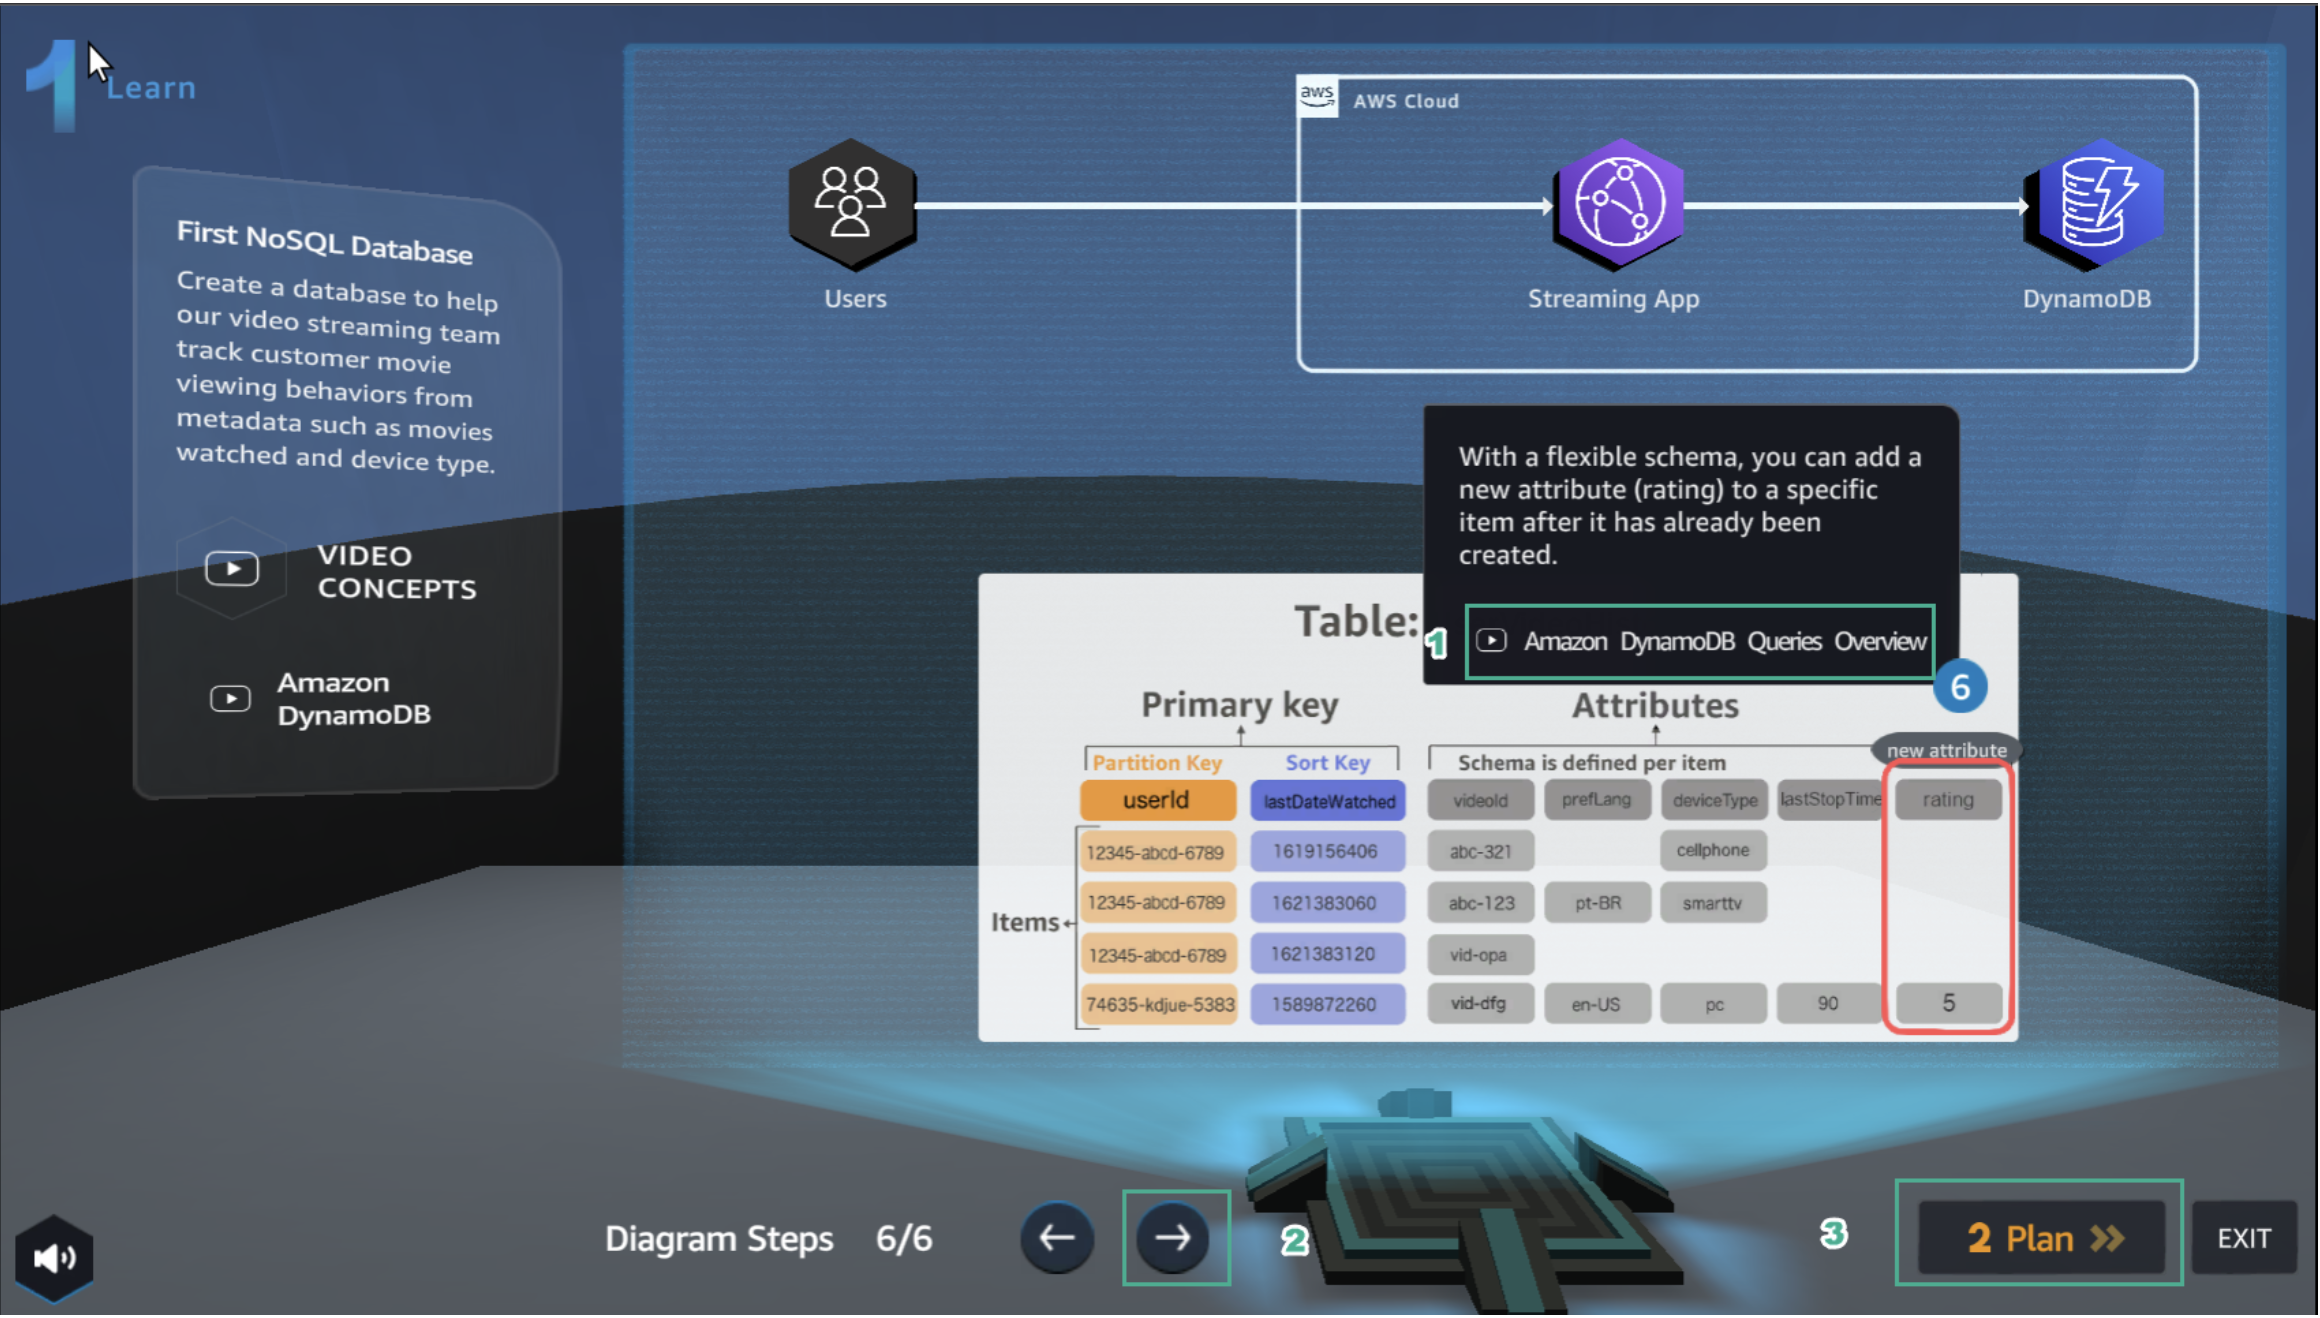 1 Learn
First NoSQL Database
Create a database to help
our video streaming team
track customer movie
viewing behaviors from
metadata such as movies
watched and device type.
VIDEO
CONCEPTS
Amazon
DynamoDB
aws AWS Cloud
Users
Streaming App
DynamoDB
With a flexible schema, you can add a
new attribute (rating) to a specific
item after it has already been
created.
1 Amazon DynamoDB Queries Overview
6
Table:
Primary key
Attributes
Partition Key Sort Key Schema is defined per item new attribute
userId lastDateWatched videoId prefLang deviceType lastStopTime rating
Items
12345-abcd-6789 1619156406 abc-321 cellphone
12345-abcd-6789 1621383060 abc-123 pt-BR smarttv
12345-abcd-6789 1621383120 vid-opa
74635-kdjue-5383 1589872260 vid-dfg en-US pc 90 5
Diagram Steps 6/6
2
3
2 Plan
EXIT